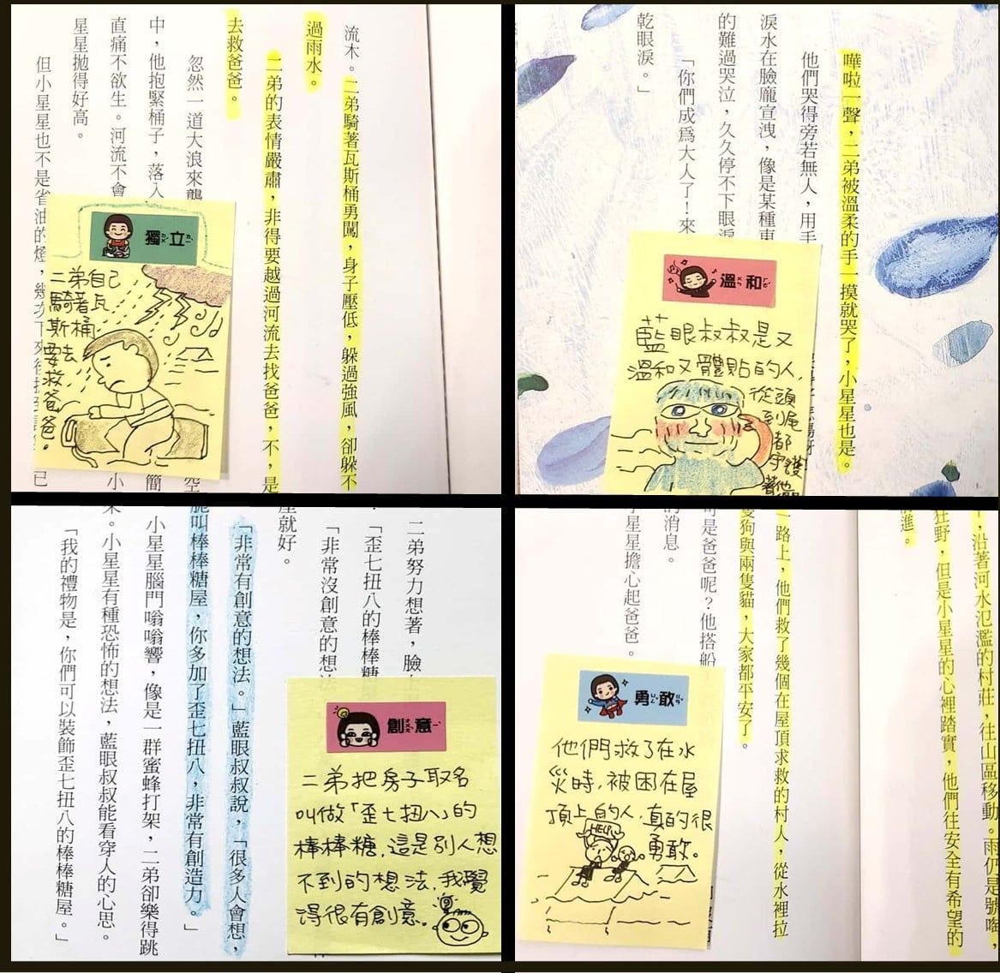 流木。二弟騎著瓦斯桶勇闖，身子壓低，躲過強風，卻躲不
過雨水。
二弟的表情嚴肅，非得要越過河流去找爸爸，不，是
去救爸爸。
忽然一道大浪來襲
中，他抱緊桶子，落入
直痛不欲生。河流不會
星星拋得好高。
但小星星也不是省油的燈，幾
獨立
二弟自己
騎著瓦
斯桶
要去
救
爸
爸。
嘩啦一聲，二弟被溫柔的手一摸就哭了，小星星也是。
他們哭得旁若無人，用手
淚水在臉龐宣洩，像是某種東
的難過哭泣，久久停不下眼淚
「你們成為大人了！來
乾眼淚。」
溫和
藍眼叔叔是又
溫和又體貼的人，
從頭
到尾
都
守護
著他
二弟努力想著，臉
「歪七扭八的棒棒糖
「非常沒創意的想法
屋就好。
「非常有創意的想法。」藍眼叔叔說，「很多人會想，
叫棒棒糖屋，你多加了歪七扭八，非常有創造力。」
小星星腦門嗡嗡響，像是一群蜜蜂打架，二弟卻樂得跳
來。小星星有種恐怖的想法，藍眼叔叔能看穿人的心思。
「我的禮物是，你們可以裝飾歪七扭八的棒棒糖屋。」
創意
二弟把房子取名
叫做「歪七扭八」的
棒棒糖，這是別人想
不到的想法，我覺
得很有創意。
，沿著河水氾濫的村莊，往山區移動。雨仍是號啕，
狂野，但是小星星的心裡踏實，他們往安全有希望的
前進。
一路上，他們救了幾個在屋頂求救的村人，從水裡拉
隻狗與兩隻貓，大家都平安了。
是爸爸呢？他搭船
的消息。
小星星擔心起爸爸。
勇敢
他們救了在水
災時，被困在屋
頂上的人，真的很
勇敢。
HELP